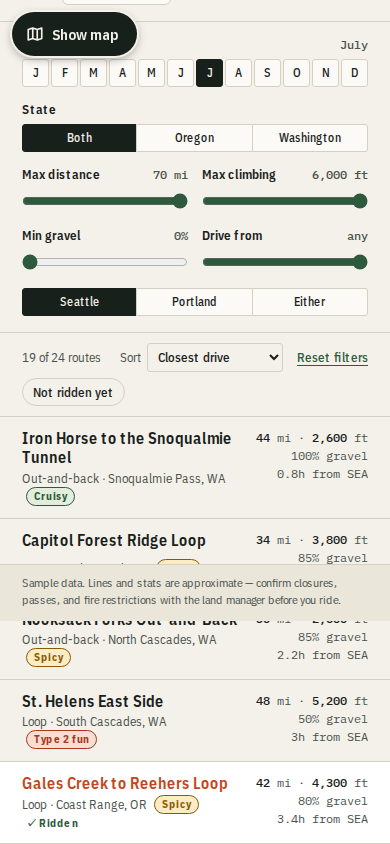 Show map
July
J F M A M J J A S O N D
State
Both Oregon Washington
Max distance 70 mi Max climbing 6,000 ft
Min gravel 0% Drive from any
Seattle Portland Either
19 of 24 routes Sort Closest drive Reset filters
Not ridden yet
Iron Horse to the Snoqualmie Tunnel
44 mi · 2,600 ft
100% gravel
0.8h from SEA
Out-and-back · Snoqualmie Pass, WA
Cruisy
Capitol Forest Ridge Loop
34 mi · 3,800 ft
85% gravel
Sample data. Lines and stats are approximate — confirm closures,
passes, and fire restrictions with the land manager before you ride.
Nooksack Forks Out-and-Back
Out-and-back · North Cascades, WA
Spicy
85% gravel
2.2h from SEA
St. Helens East Side
48 mi · 5,200 ft
Loop · South Cascades, WA
50% gravel
Type 2 fun
3h from SEA
Gales Creek to Reehers Loop
42 mi · 4,300 ft
Loop · Coast Range, OR Spicy
80% gravel
✓ Ridden
3.4h from SEA